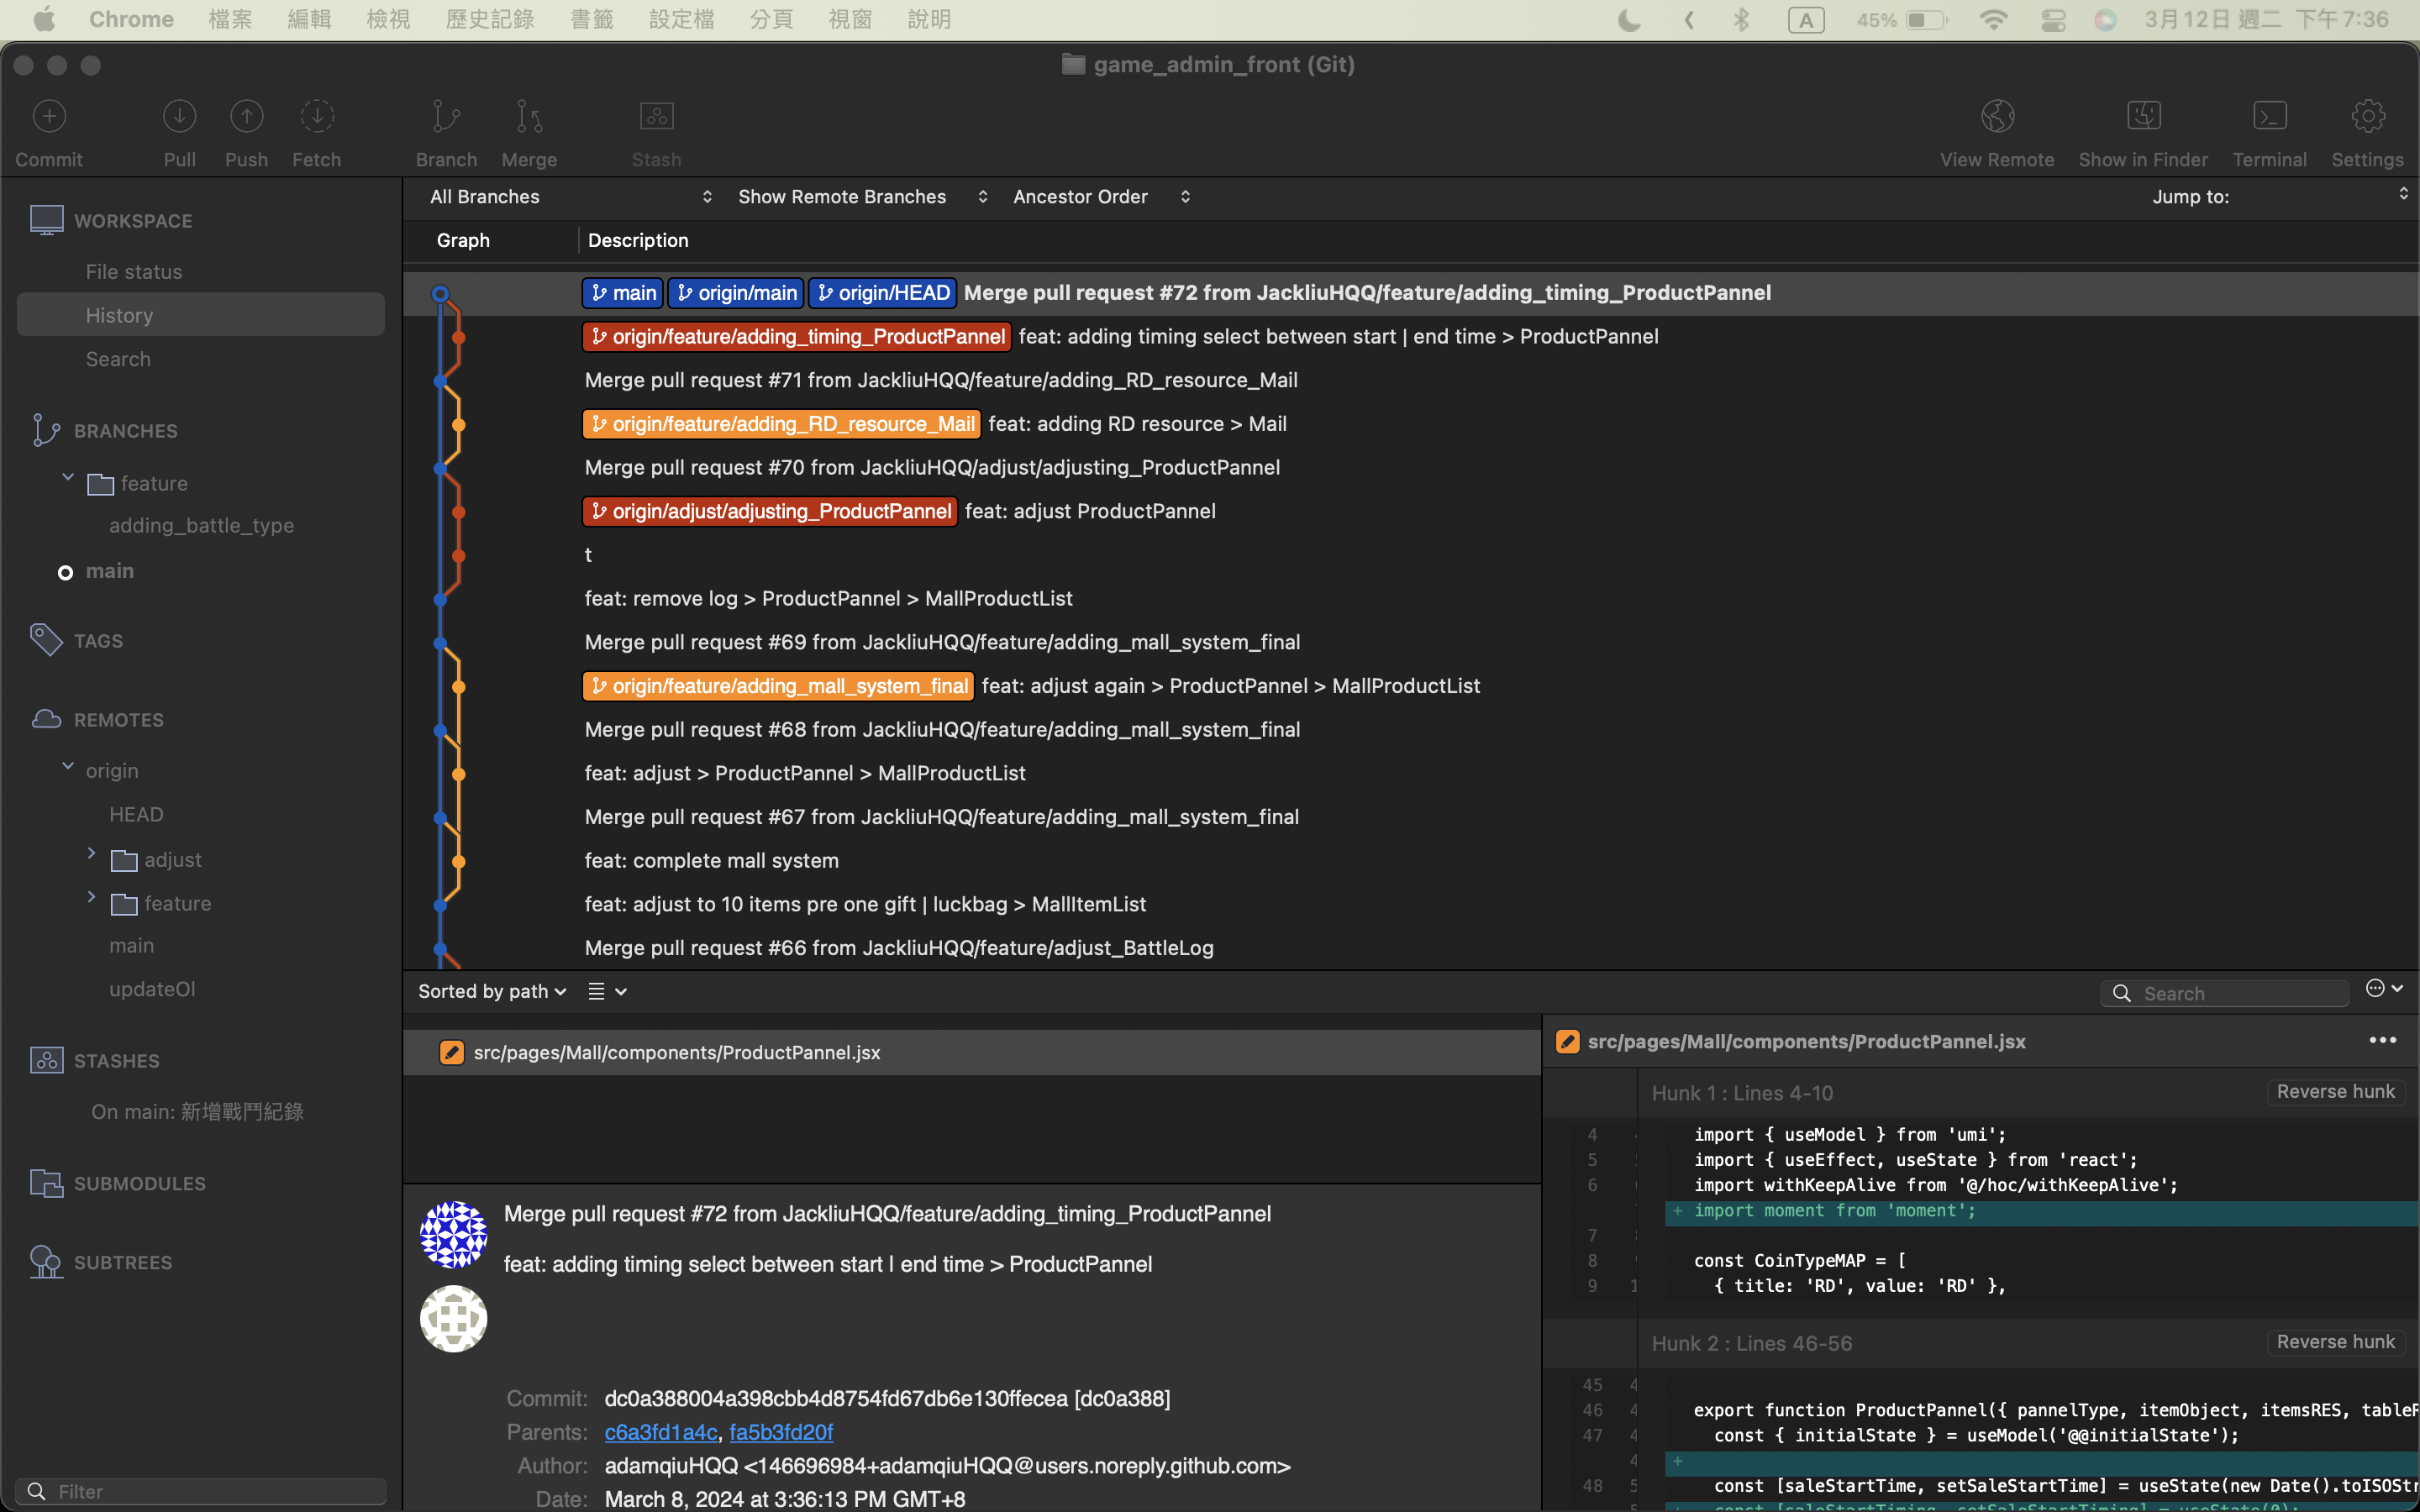 Chrome 檔案 編輯 檢視 歷史記錄 書籤 設定檔 分頁 視窗 說明 A 45% 3月12日 週二 下午7:36
game_admin_front (Git)
Commit Pull Push Fetch Branch Merge Stash View Remote Show in Finder Terminal Settings
WORKSPACE
File status
History
Search
BRANCHES
feature
adding_battle_type
main
TAGS
REMOTES
origin
HEAD
adjust
feature
main
updateOl
STASHES
On main: 新增戰鬥紀錄
SUBMODULES
SUBTREES
Filter
All Branches Show Remote Branches Ancestor Order Jump to:
Graph Description
main origin/main origin/HEAD Merge pull request #72 from JackliuHQQ/feature/adding_timing_ProductPannel
origin/feature/adding_timing_ProductPannel feat: adding timing select between start | end time > ProductPannel
Merge pull request #71 from JackliuHQQ/feature/adding_RD_resource_Mail
origin/feature/adding_RD_resource_Mail feat: adding RD resource > Mail
Merge pull request #70 from JackliuHQQ/adjust/adjusting_ProductPannel
origin/adjust/adjusting_ProductPannel feat: adjust ProductPannel
t
feat: remove log > ProductPannel > MallProductList
Merge pull request #69 from JackliuHQQ/feature/adding_mall_system_final
origin/feature/adding_mall_system_final feat: adjust again > ProductPannel > MallProductList
Merge pull request #68 from JackliuHQQ/feature/adding_mall_system_final
feat: adjust > ProductPannel > MallProductList
Merge pull request #67 from JackliuHQQ/feature/adding_mall_system_final
feat: complete mall system
feat: adjust to 10 items pre one gift | luckbag > MallItemList
Merge pull request #66 from JackliuHQQ/feature/adjust_BattleLog
Sorted by path Search
src/pages/Mall/components/ProductPannel.jsx
Merge pull request #72 from JackliuHQQ/feature/adding_timing_ProductPannel
feat: adding timing select between start | end time > ProductPannel
Commit: dc0a388004a398cbb4d8754fd67db6e130ffecea [dc0a388]
Parents: c6a3fd1a4c, fa5b3fd20f
Author: adamqiuHQQ <146696984+adamqiuHQQ@users.noreply.github.com>
Date: March 8, 2024 at 3:36:13 PM GMT+8
src/pages/Mall/components/ProductPannel.jsx
Hunk 1 : Lines 4-10 Reverse hunk
4 import { useModel } from 'umi';
5 import { useEffect, useState } from 'react';
6 import withKeepAlive from '@/hoc/withKeepAlive';
+ import moment from 'moment';
7
8 const CoinTypeMAP = [
9 1 { title: 'RD', value: 'RD' },
Hunk 2 : Lines 46-56 Reverse hunk
45 4
46 4 export function ProductPannel({ pannelType, itemObject, itemsRES, tableR
47 4 const { initialState } = useModel('@@initialState');
4 +
48 5 const [saleStartTime, setSaleStartTime] = useState(new Date().toISOStr
5 + const [saleStartTiming, setSaleStartTiming] = useState(0);